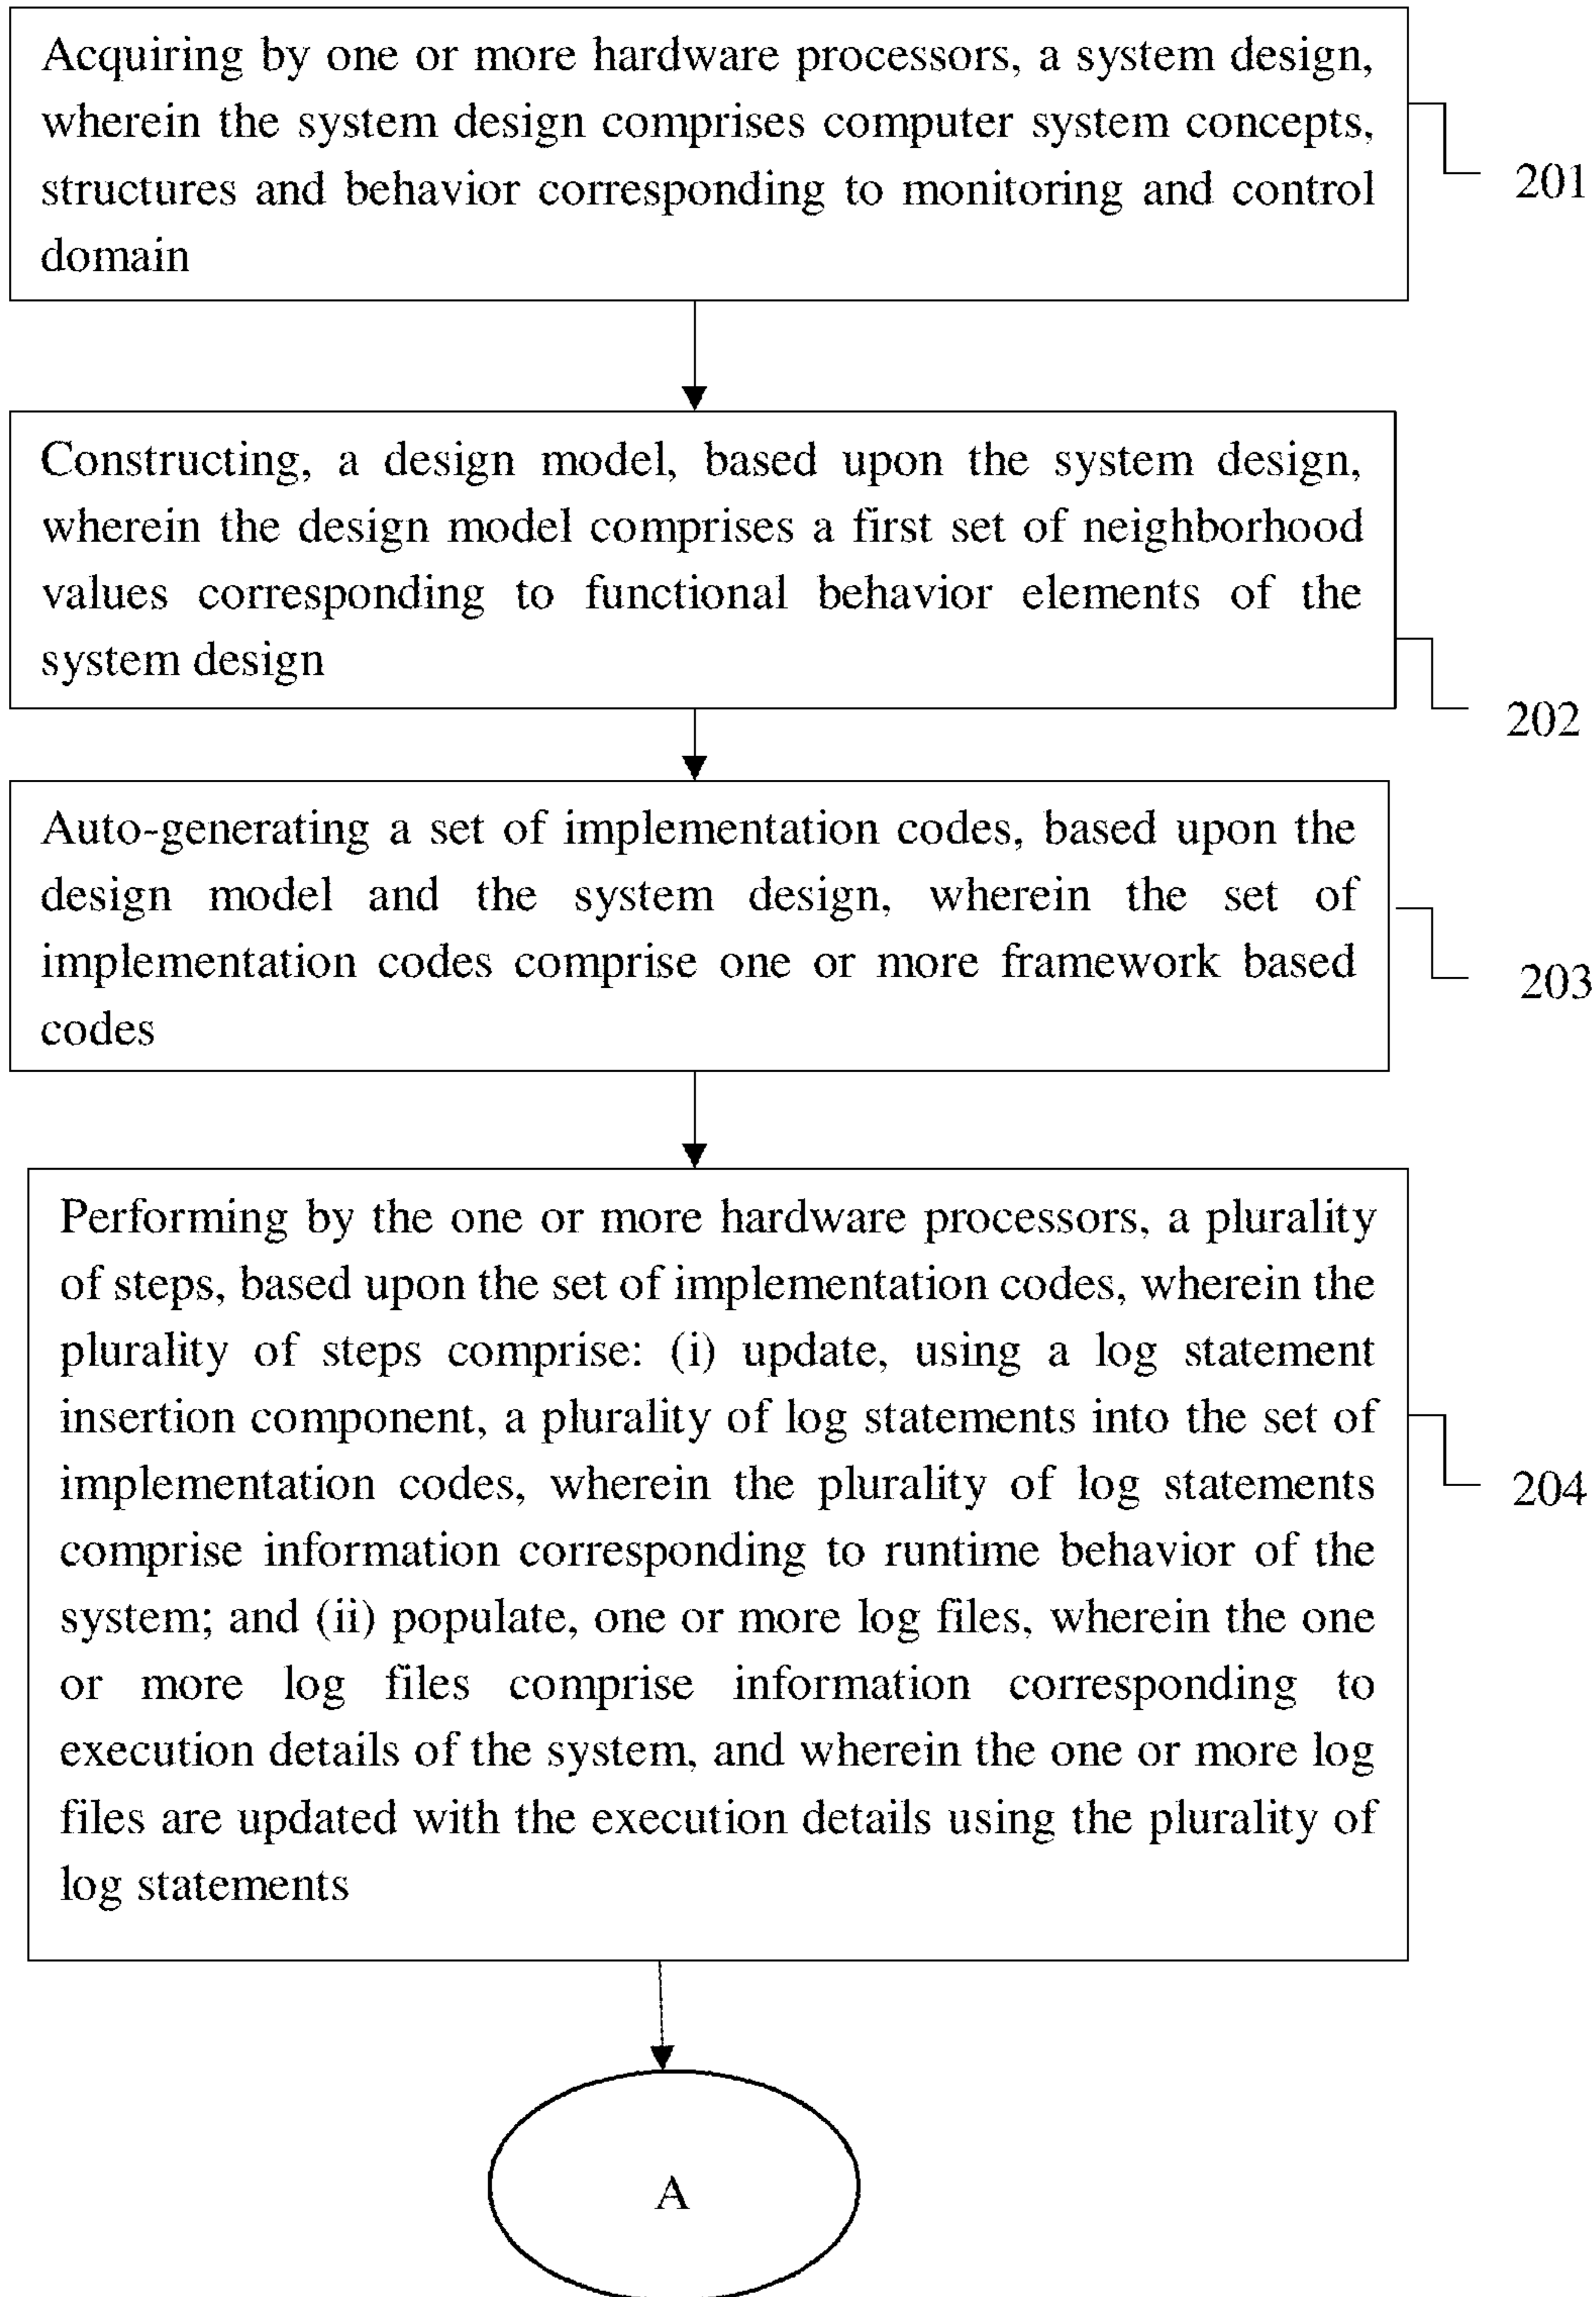 Acquiring by one or more hardware processors, a system design,
wherein the system design comprises computer system concepts,
structures and behavior corresponding to monitoring and control
domain
201
Constructing, a design model, based upon the system design,
wherein the design model comprises a first set of neighborhood
values corresponding to functional behavior elements of the
system design
202
Auto-generating a set of implementation codes, based upon the
design model and the system design, wherein the set of
implementation codes comprise one or more framework based
codes
203
Performing by the one or more hardware processors, a plurality
of steps, based upon the set of implementation codes, wherein the
plurality of steps comprise: (i) update, using a log statement
insertion component, a plurality of log statements into the set of
implementation codes, wherein the plurality of log statements
comprise information corresponding to runtime behavior of the
system; and (ii) populate, one or more log files, wherein the one
or more log files comprise information corresponding to
execution details of the system, and wherein the one or more log
files are updated with the execution details using the plurality of
log statements
204
A